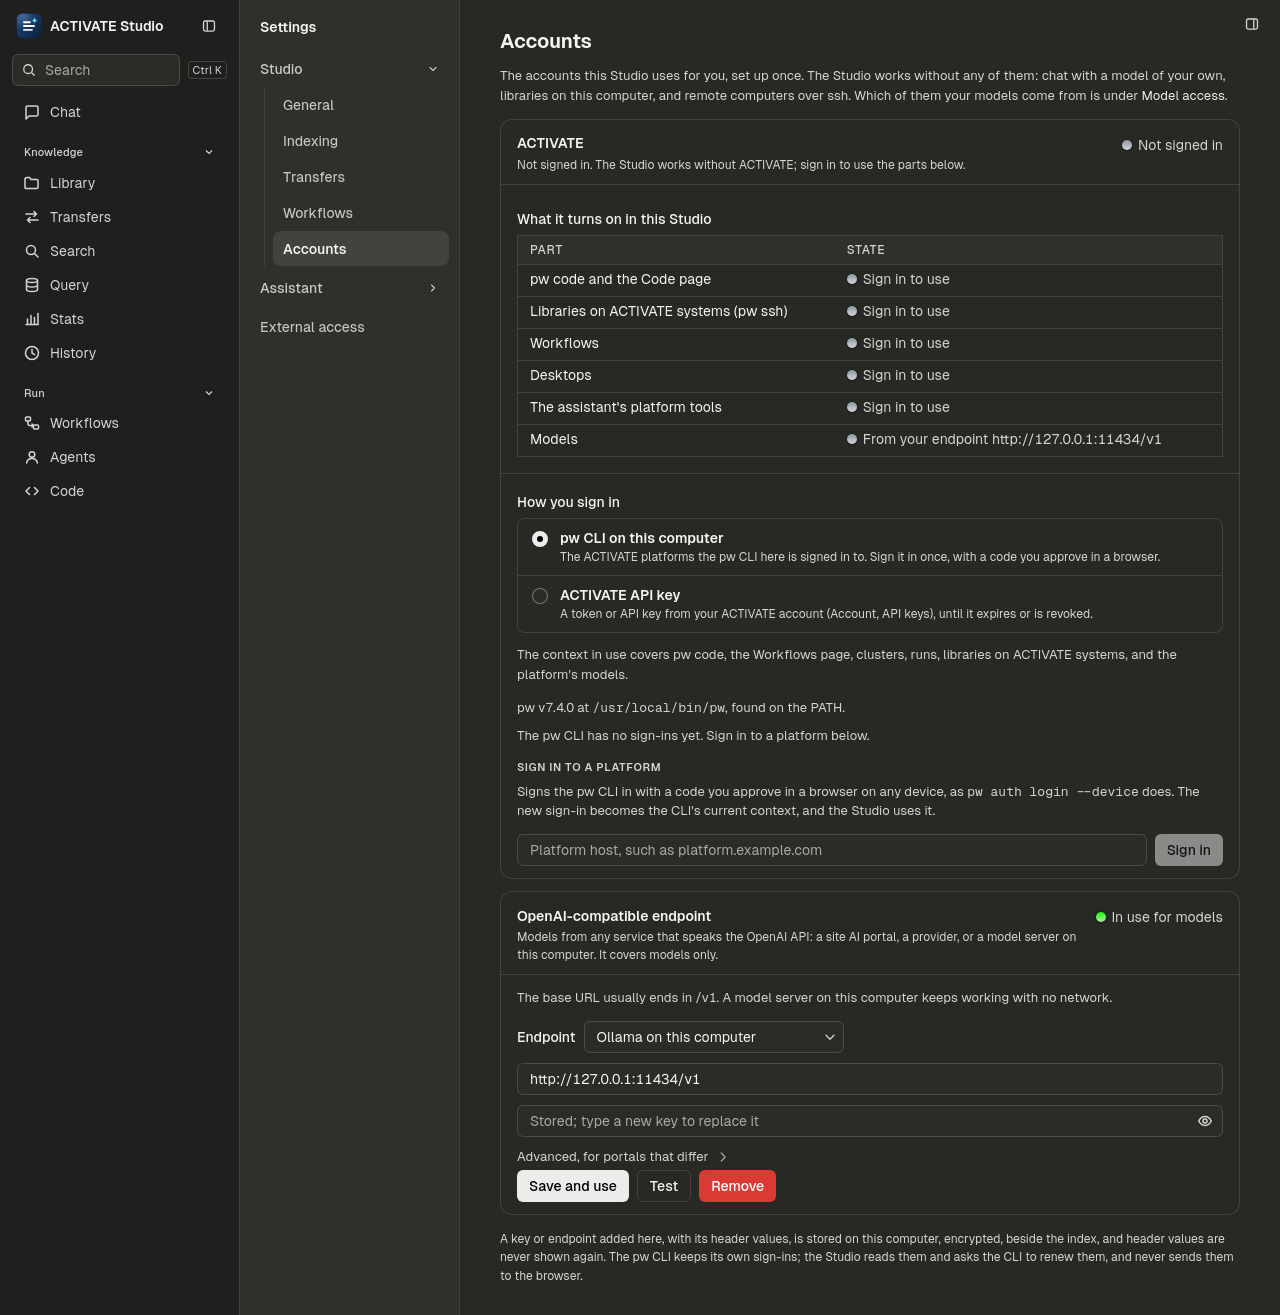 ACTIVATE Studio
Search
Ctrl K
Chat
Knowledge
Library
Transfers
Search
Query
Stats
History
Run
Workflows
Agents
Code
Settings
Studio
General
Indexing
Transfers
Workflows
Accounts
Assistant
External access
Accounts
The accounts this Studio uses for you, set up once. The Studio works without any of them: chat with a model of your own,
libraries on this computer, and remote computers over ssh. Which of them your models come from is under Model access.
ACTIVATE
Not signed in
Not signed in. The Studio works without ACTIVATE; sign in to use the parts below.
What it turns on in this Studio
PART STATE
pw code and the Code page Sign in to use
Libraries on ACTIVATE systems (pw ssh) Sign in to use
Workflows Sign in to use
Desktops Sign in to use
The assistant's platform tools Sign in to use
Models From your endpoint http://127.0.0.1:11434/v1
How you sign in
pw CLI on this computer
The ACTIVATE platforms the pw CLI here is signed in to. Sign it in once, with a code you approve in a browser.
ACTIVATE API key
A token or API key from your ACTIVATE account (Account, API keys), until it expires or is revoked.
The context in use covers pw code, the Workflows page, clusters, runs, libraries on ACTIVATE systems, and the
platform's models.
pw v7.4.0 at /usr/local/bin/pw, found on the PATH.
The pw CLI has no sign-ins yet. Sign in to a platform below.
SIGN IN TO A PLATFORM
Signs the pw CLI in with a code you approve in a browser on any device, as pw auth login --device does. The
new sign-in becomes the CLI's current context, and the Studio uses it.
Platform host, such as platform.example.com
Sign in
OpenAI-compatible endpoint
In use for models
Models from any service that speaks the OpenAI API: a site AI portal, a provider, or a model server on
this computer. It covers models only.
The base URL usually ends in /v1. A model server on this computer keeps working with no network.
Endpoint Ollama on this computer
http://127.0.0.1:11434/v1
Stored; type a new key to replace it
Advanced, for portals that differ
Save and use Test Remove
A key or endpoint added here, with its header values, is stored on this computer, encrypted, beside the index, and header values are
never shown again. The pw CLI keeps its own sign-ins; the Studio reads them and asks the CLI to renew them, and never sends them
to the browser.